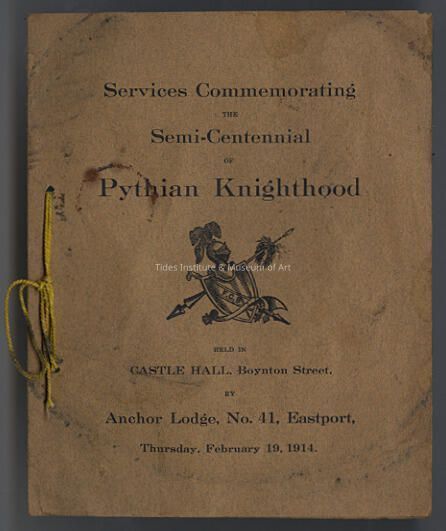 Services Commemorating
THE
Semi-Centennial
OF
Pythian Knighthood
Tides Institute & Museum of Art
F.C.B.
HELD IN
CASTLE HALL, Boynton Street,
BY
Anchor Lodge, No. 41, Eastport,
Thursday, February 19, 1914.